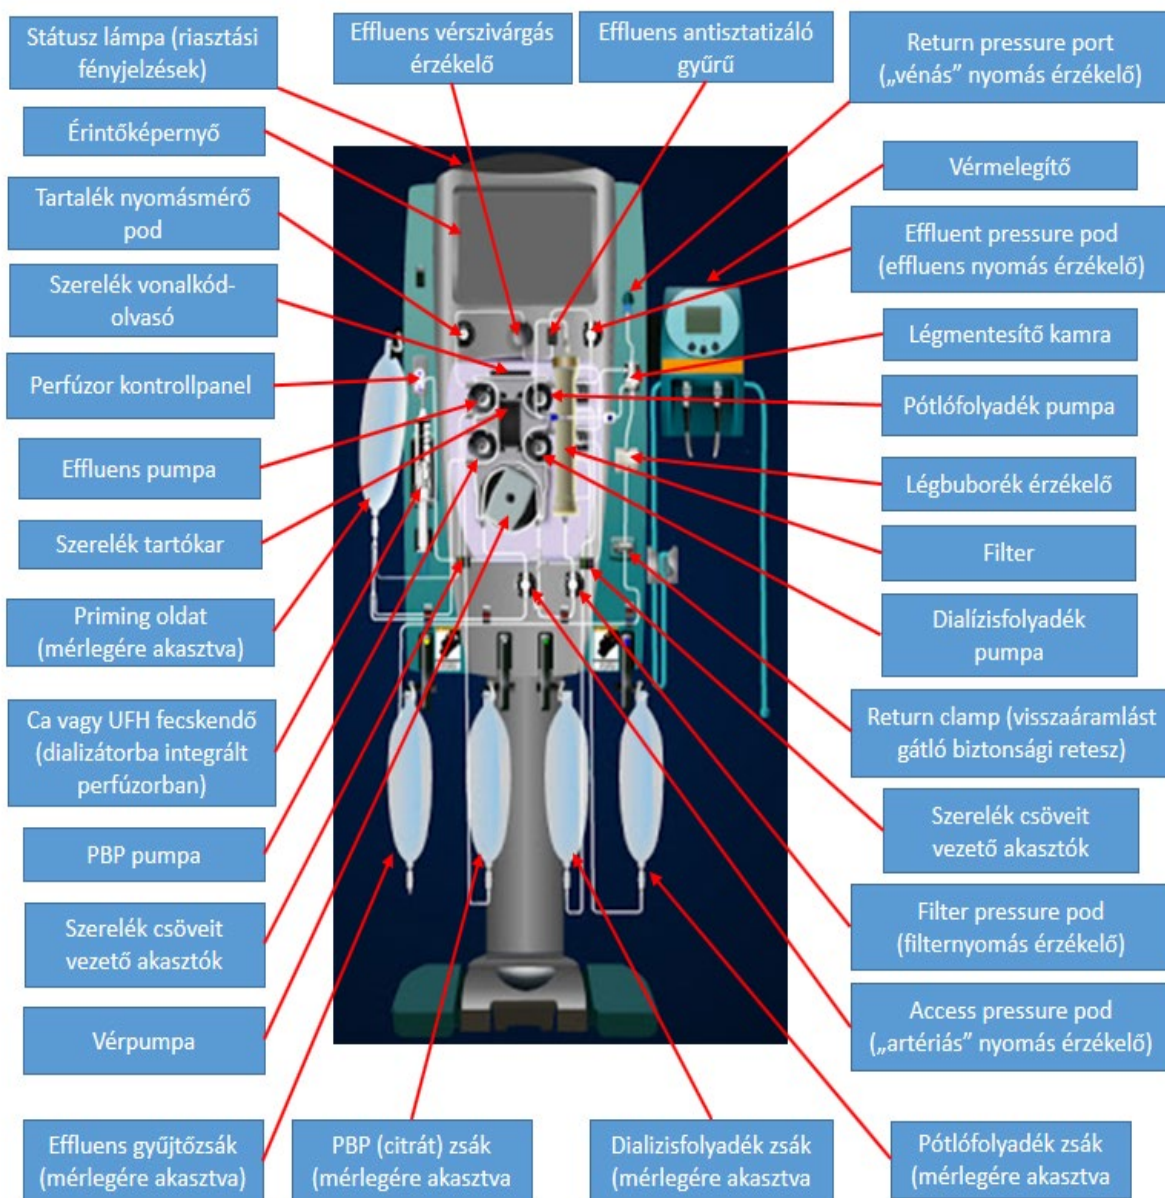 Státusz lámpa (riasztási
fényjelzések)
Effluens vérszivárgás
érzékelő
Effluens antisztatizáló
gyűrű
Return pressure port
(„vénás” nyomás érzékelő)
Érintőképernyő
Vérmelegítő
Tartalék nyomásmérő
pod
Effluent pressure pod
(effluens nyomás érzékelő)
Szerelék vonalkód-
olvasó
Légmentesítő kamra
Perfúzor kontrollpanel
Pótlófolyadék pumpa
Effluens pumpa
Légbuborék érzékelő
Szerelék tartókar
Filter
Priming oldat
(mérlegére akasztva)
Dialízisfolyadék
pumpa
Ca vagy UFH fecskendő
(dializátorba integrált
perfúzorban)
Return clamp (visszaáramlást
gátló biztonsági retesz)
PBP pumpa
Szerelék csöveit
vezető akasztók
Szerelék csöveit
vezető akasztók
Filter pressure pod
(filternyomás érzékelő)
Vérpumpa
Access pressure pod
(„artériás” nyomás érzékelő)
Effluens gyűjtőzsák
(mérlegére akasztva)
PBP (citrát) zsák
(mérlegére akasztva
Dializisfolyadék zsák
(mérlegére akasztva
Pótlófolyadék zsák
(mérlegére akasztva